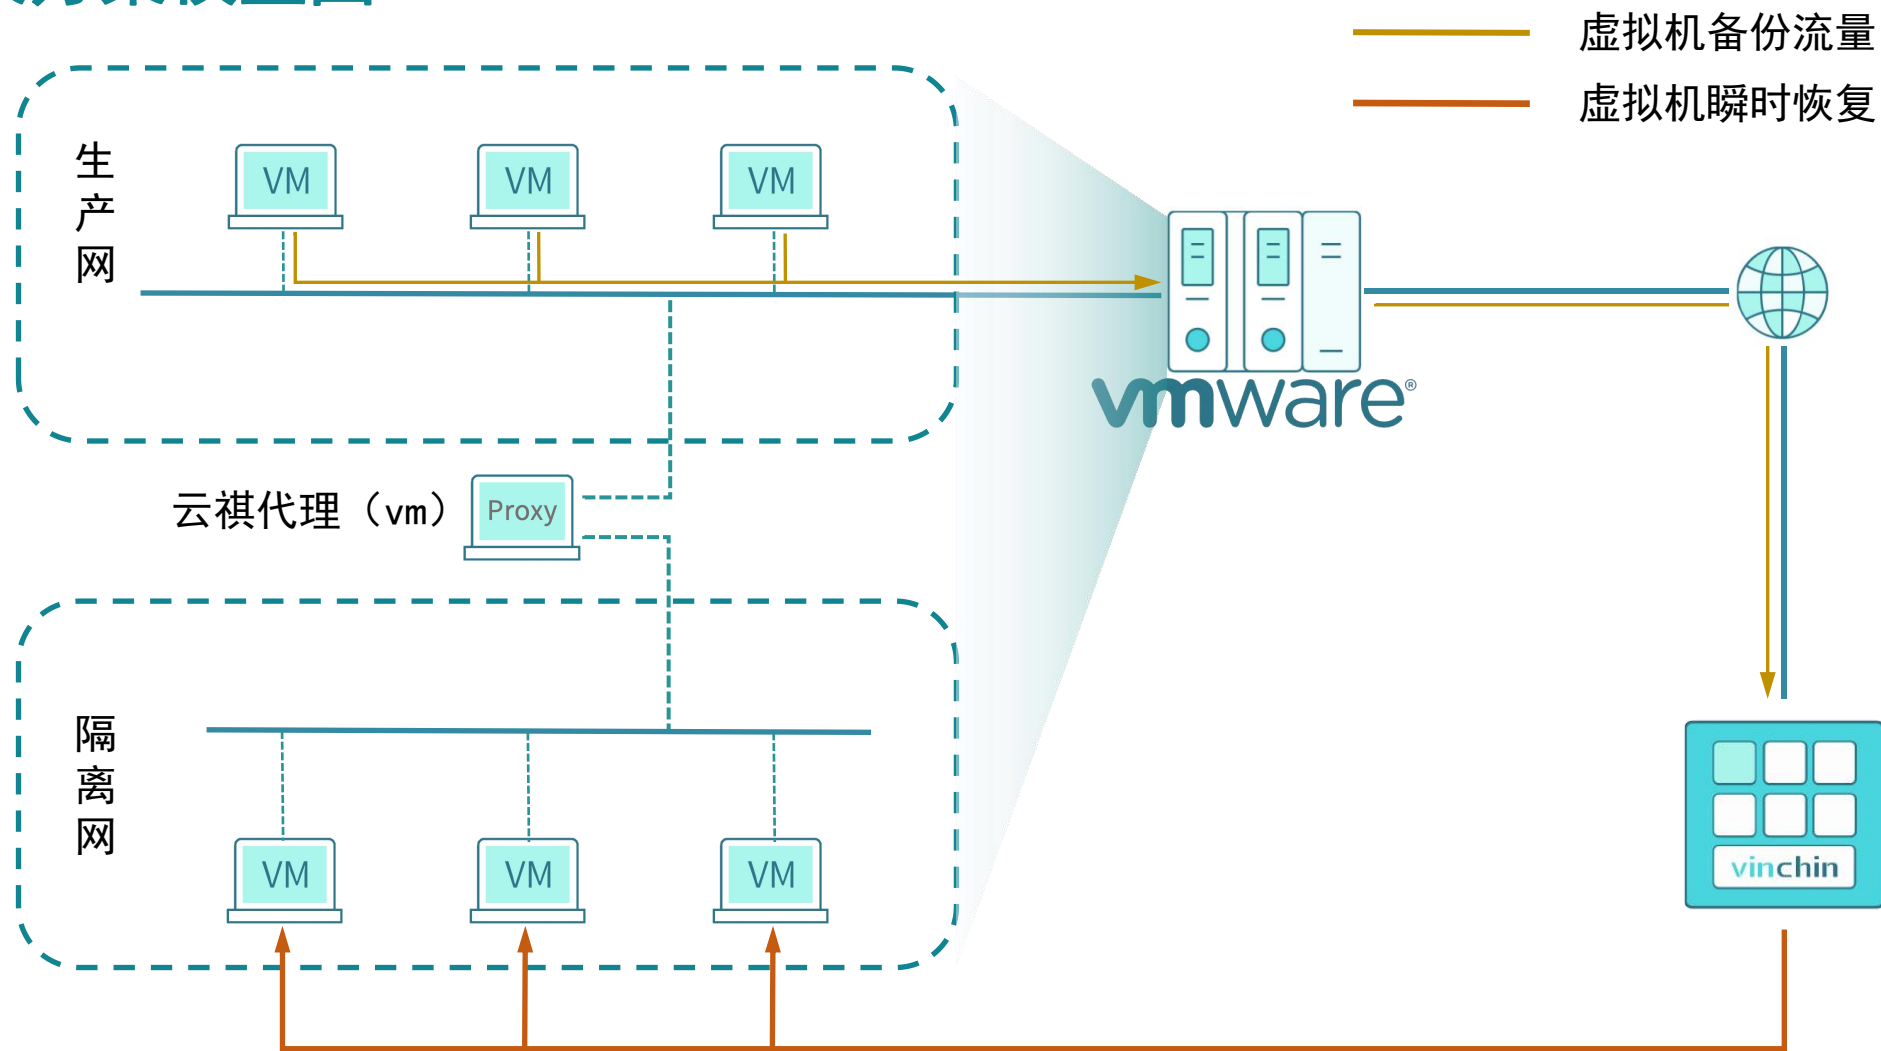 虚拟机备份流量
虚拟机瞬时恢复
生产网
VM
VM
VM
vmware®
云祺代理（vm）
Proxy
隔离网
VM
VM
VM
vinchin